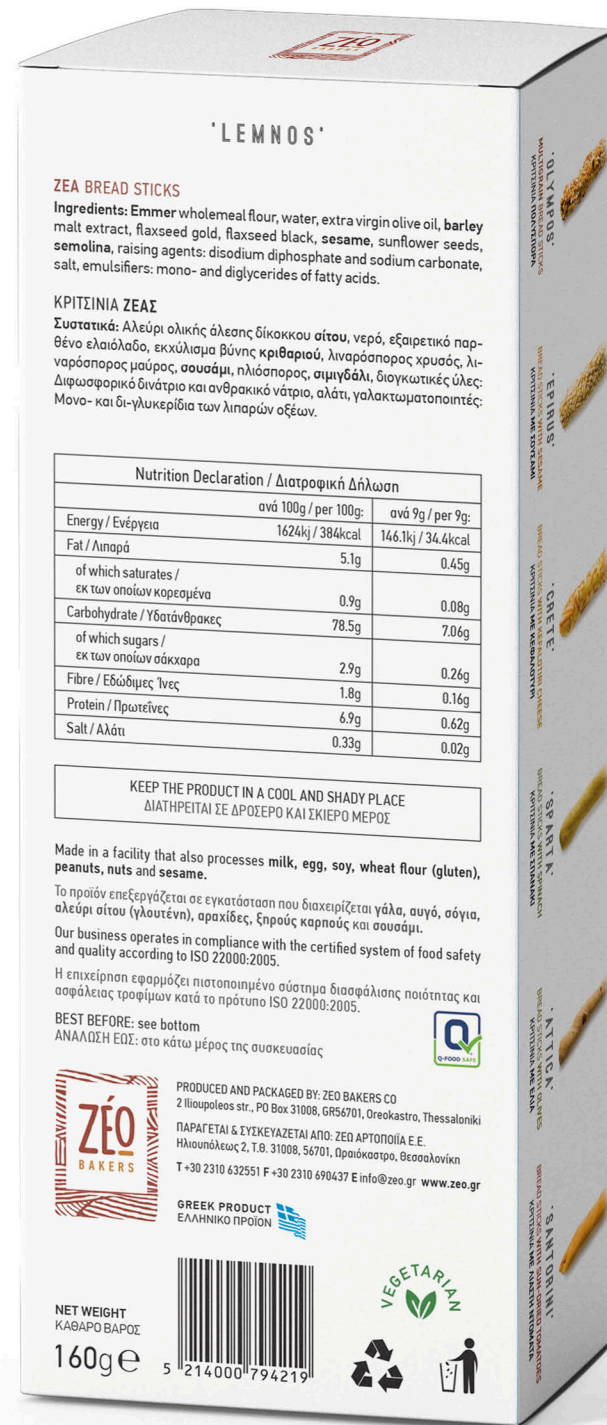 ZÉO
BAKERS
'LEMNOS'
ZEA BREAD STICKS
Ingredients: Emmer wholemeal flour, water, extra virgin olive oil, barley
malt extract, flaxseed gold, flaxseed black, sesame, sunflower seeds,
semolina, raising agents: disodium diphosphate and sodium carbonate,
salt, emulsifiers: mono- and diglycerides of fatty acids.
ΚΡΙΤΣΙΝΙΑ ΖΕΑΣ
Συστατικά: Αλεύρι ολικής άλεσης δίκοκκου σίτου, νερό, εξαιρετικό παρ-
θένο ελαιόλαδο, εκχύλισμα βύνης κριθαριού, λιναρόσπορος χρυσός, λι-
ναρόσπορος μαύρος, σουσάμι, ηλιόσπορος, σιμιγδάλι, διογκωτικές ύλες:
Διφωσφορικό δινάτριο και ανθρακικό νάτριο, αλάτι, γαλακτωματοποιητές:
Μονο- και δι-γλυκερίδια των λιπαρών οξέων.
Nutrition Declaration / Διατροφική Δήλωση
ανά 100g / per 100g: ανά 9g / per 9g:
Energy / Ενέργεια 1624kj / 384kcal 146.1kj / 34.4kcal
Fat / Λιπαρά 5.1g 0.45g
of which saturates /
εκ των οποίων κορεσμένα 0.9g 0.08g
Carbohydrate / Υδατάνθρακες 78.5g 7.06g
of which sugars /
εκ των οποίων σάκχαρα 2.9g 0.26g
Fibre / Εδώδιμες Ίνες 1.8g 0.16g
Protein / Πρωτεΐνες 6.9g 0.62g
Salt / Αλάτι 0.33g 0.02g
KEEP THE PRODUCT IN A COOL AND SHADY PLACE
ΔΙΑΤΗΡΕΙΤΑΙ ΣΕ ΔΡΟΣΕΡΟ ΚΑΙ ΣΚΙΕΡΟ ΜΕΡΟΣ
Made in a facility that also processes milk, egg, soy, wheat flour (gluten),
peanuts, nuts and sesame.
Το προϊόν επεξεργάζεται σε εγκατάσταση που διαχειρίζεται γάλα, αυγό, σόγια,
αλεύρι σίτου (γλουτένη), αραχίδες, ξηρούς καρπούς και σουσάμι.
Our business operates in compliance with the certified system of food safety
and quality according to ISO 22000:2005.
Η επιχείρηση εφαρμόζει πιστοποιημένο σύστημα διασφάλισης ποιότητας και
ασφάλειας τροφίμων κατά το πρότυπο ISO 22000:2005.
BEST BEFORE: see bottom
ΑΝΑΛΩΣΗ ΕΩΣ: στο κάτω μέρος της συσκευασίας
Q
Q-FOOD SAFE
ZÉO
BAKERS
PRODUCED AND PACKAGED BY: ZEO BAKERS CO
2 Ilioupoleos str., PO Box 31008, GR56701, Oreokastro, Thessaloniki
ΠΑΡΑΓΕΤΑΙ & ΣΥΣΚΕΥΑΖΕΤΑΙ ΑΠΟ: ΖΕΟ ΑΡΤΟΠΟΙΪΑ Ε.Ε.
Ηλιουπόλεως 2, Τ.Θ. 31008, 56701, Ωραιόκαστρο, Θεσσαλονίκη
T +30 2310 632551 F +30 2310 690437 E info@zeo.gr www.zeo.gr
GREEK PRODUCT
ΕΛΛΗΝΙΚΟ ΠΡΟΪΟΝ
NET WEIGHT
ΚΑΘΑΡΟ ΒΑΡΟΣ
160g e
5 214000 794219
VEGETARIAN
'OLYMPOS'
MULTIGRAIN BREAD STICKS
ΚΡΙΤΣΙΝΙΑ ΠΟΛΥΣΠΟΡΑ
'EPIRUS'
BREAD STICKS WITH SESAME
ΚΡΙΤΣΙΝΙΑ ΜΕ ΣΟΥΣΑΜΙ
'CRETE'
BREAD STICKS WITH KEFALOTIRI CHEESE
ΚΡΙΤΣΙΝΙΑ ΜΕ ΚΕΦΑΛΟΤΥΡΙ
'SPARTA'
BREAD STICKS WITH SPINACH
ΚΡΙΤΣΙΝΙΑ ΜΕ ΣΠΑΝΑΚΙ
'ATTICA'
BREAD STICKS WITH OLIVES
ΚΡΙΤΣΙΝΙΑ ΜΕ ΕΛΙΑ
'SANTORINI'
BREAD STICKS WITH SUN-DRIED TOMATOES
ΚΡΙΤΣΙΝΙΑ ΜΕ ΛΙΑΣΤΗ ΝΤΟΜΑΤΑ